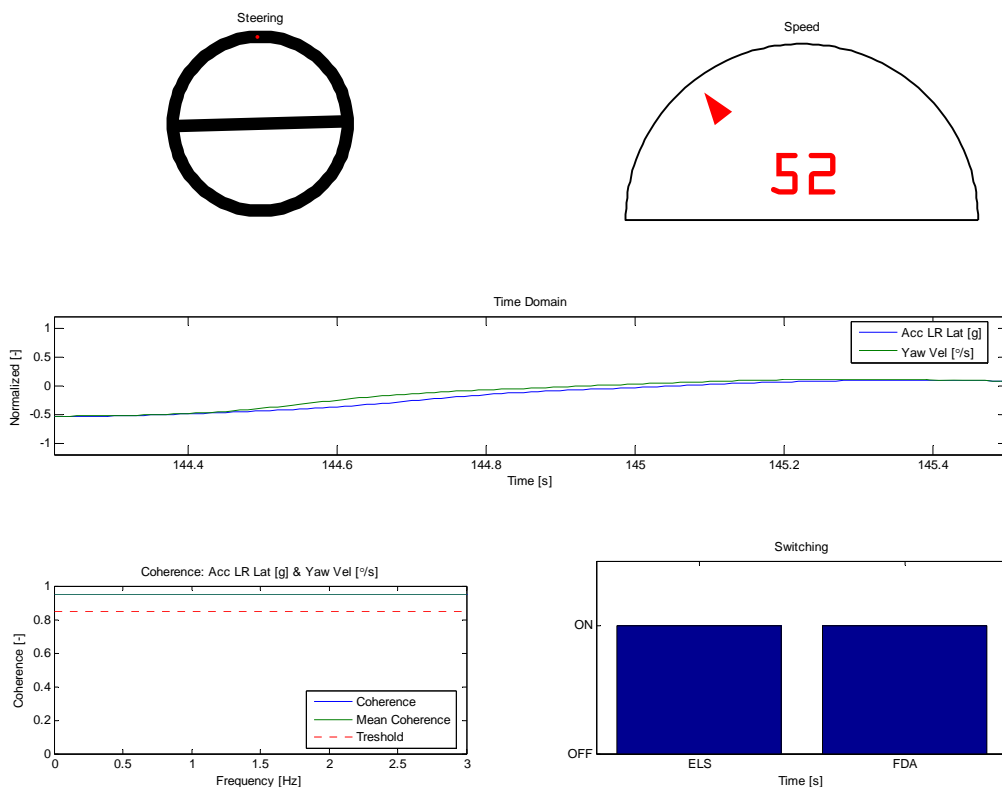 Steering
Speed
52
Time Domain
Normalized [-]
1
0.5
0
-0.5
-1
Acc LR Lat [g]
Yaw Vel [°/s]
144.4 144.6 144.8 145 145.2 145.4
Time [s]
Coherence: Acc LR Lat [g] & Yaw Vel [°/s]
Coherence [-]
1
0.8
0.6
0.4
0.2
0
Coherence
Mean Coherence
Treshold
0 0.5 1 1.5 2 2.5 3
Frequency [Hz]
Switching
ON
OFF
ELS FDA
Time [s]